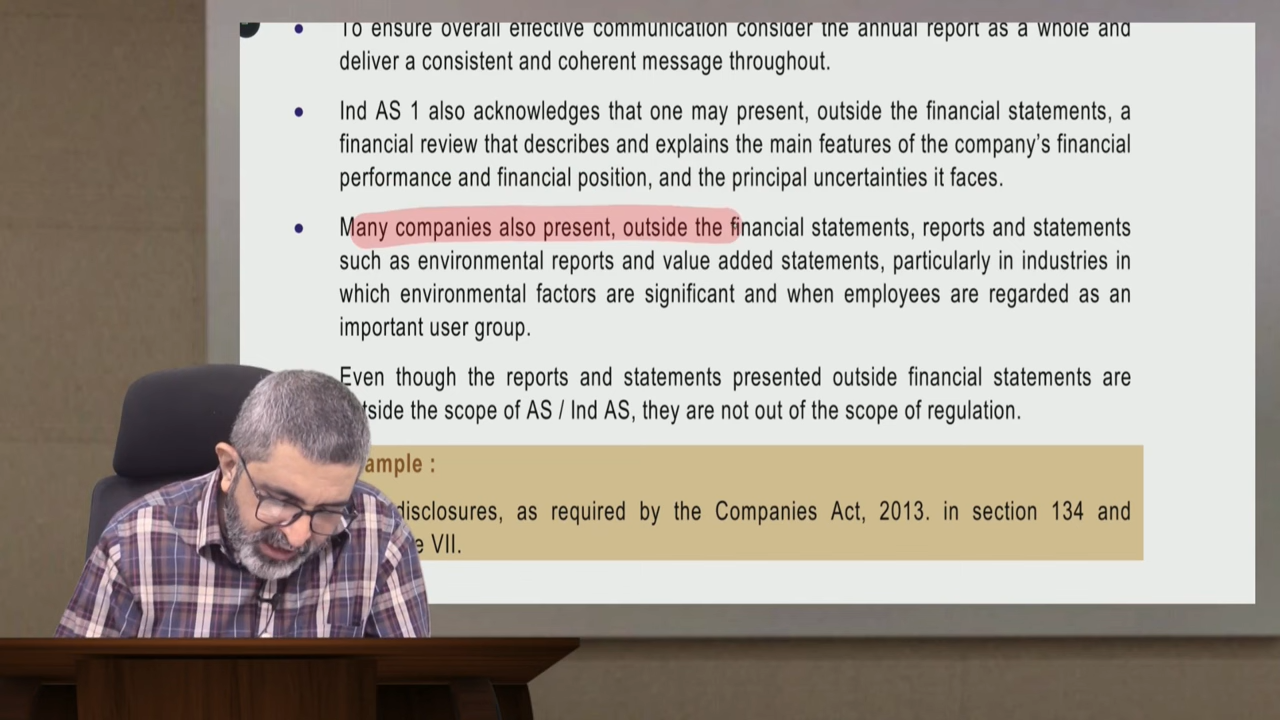 To ensure overall effective communication consider the annual report as a whole and
deliver a consistent and coherent message throughout.
Ind AS 1 also acknowledges that one may present, outside the financial statements, a
financial review that describes and explains the main features of the company's financial
performance and financial position, and the principal uncertainties it faces.
Many companies also present, outside the financial statements, reports and statements
such as environmental reports and value added statements, particularly in industries in
which environmental factors are significant and when employees are regarded as an
important user group.
Even though the reports and statements presented outside financial statements are
tside the scope of AS / Ind AS, they are not out of the scope of regulation.
ample :
disclosures, as required by the Companies Act, 2013. in section 134 and
e VII.